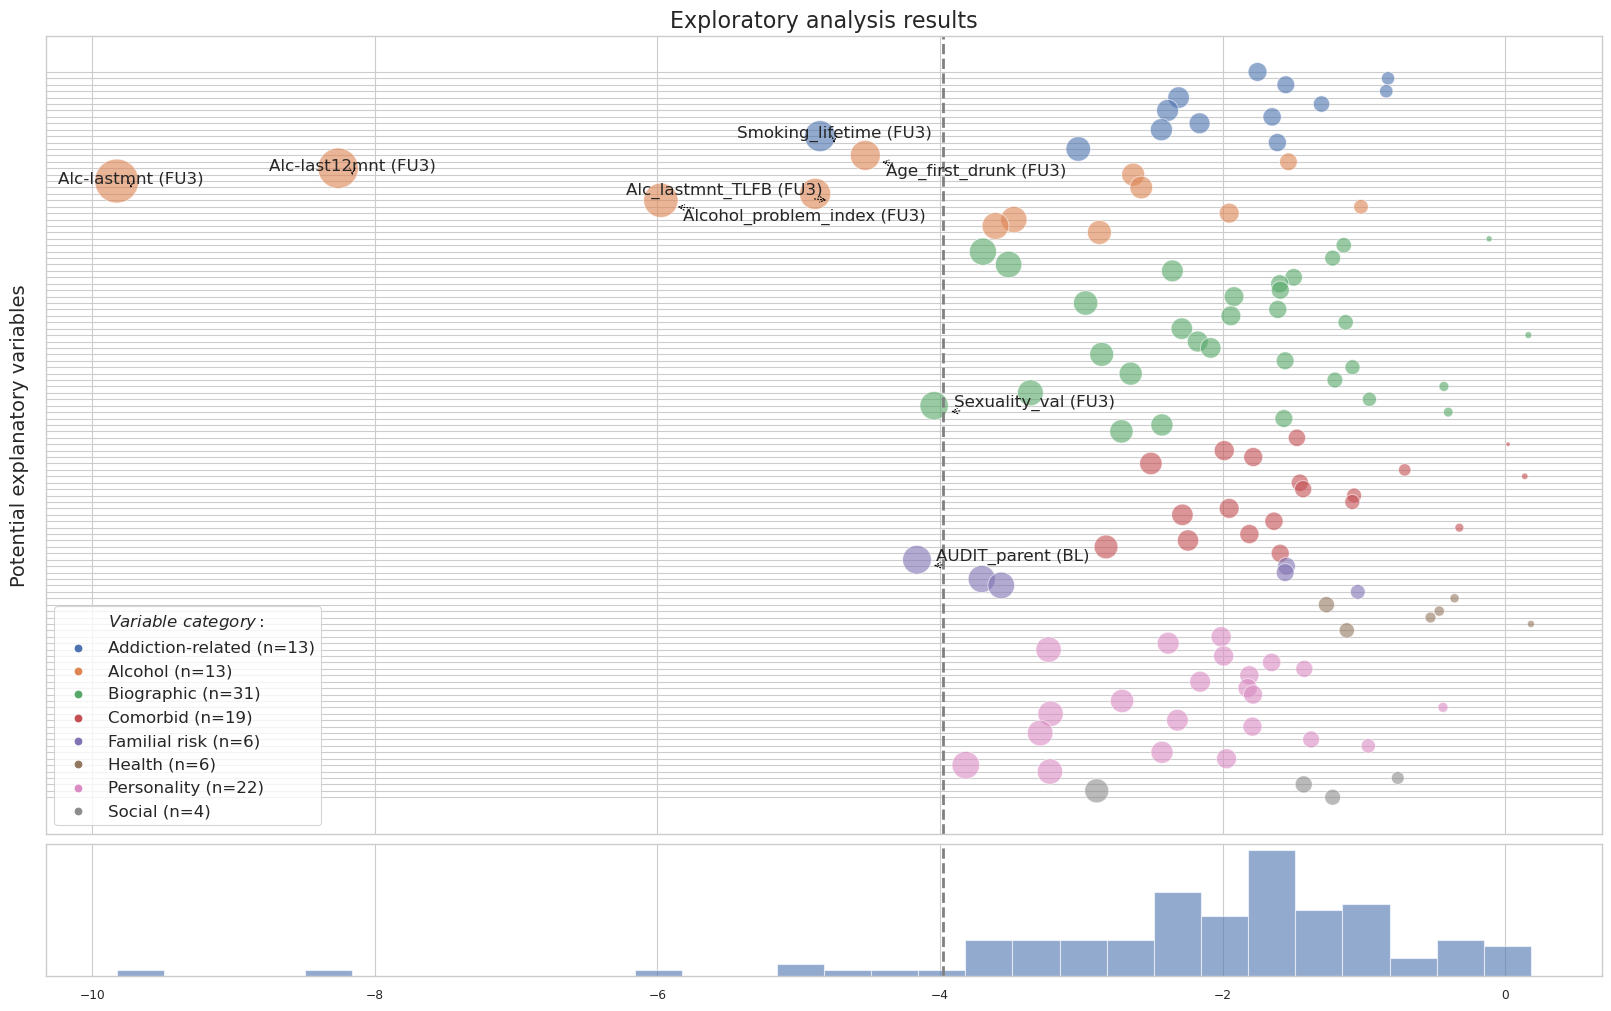 Exploratory analysis results
Potential explanatory variables
Smoking_lifetime (FU3)
Alc-last12mnt (FU3)
Age_first_drunk (FU3)
Alc-lastmnt (FU3)
Alc_lastmnt_TLFB (FU3)
Alcohol_problem_index (FU3)
Sexuality_val (FU3)
AUDIT_parent (BL)
Variable category:
Addiction-related (n=13)
Alcohol (n=13)
Biographic (n=31)
Comorbid (n=19)
Familial risk (n=6)
Health (n=6)
Personality (n=22)
Social (n=4)
−10 −8 −6 −4 −2 0